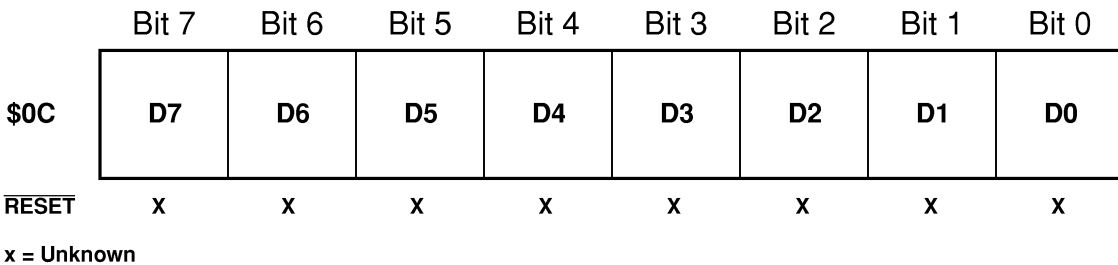 Bit 7 Bit 6 Bit 5 Bit 4 Bit 3 Bit 2 Bit 1 Bit 0
$0C D7 D6 D5 D4 D3 D2 D1 D0
RESET X X X X X X X X
x = Unknown